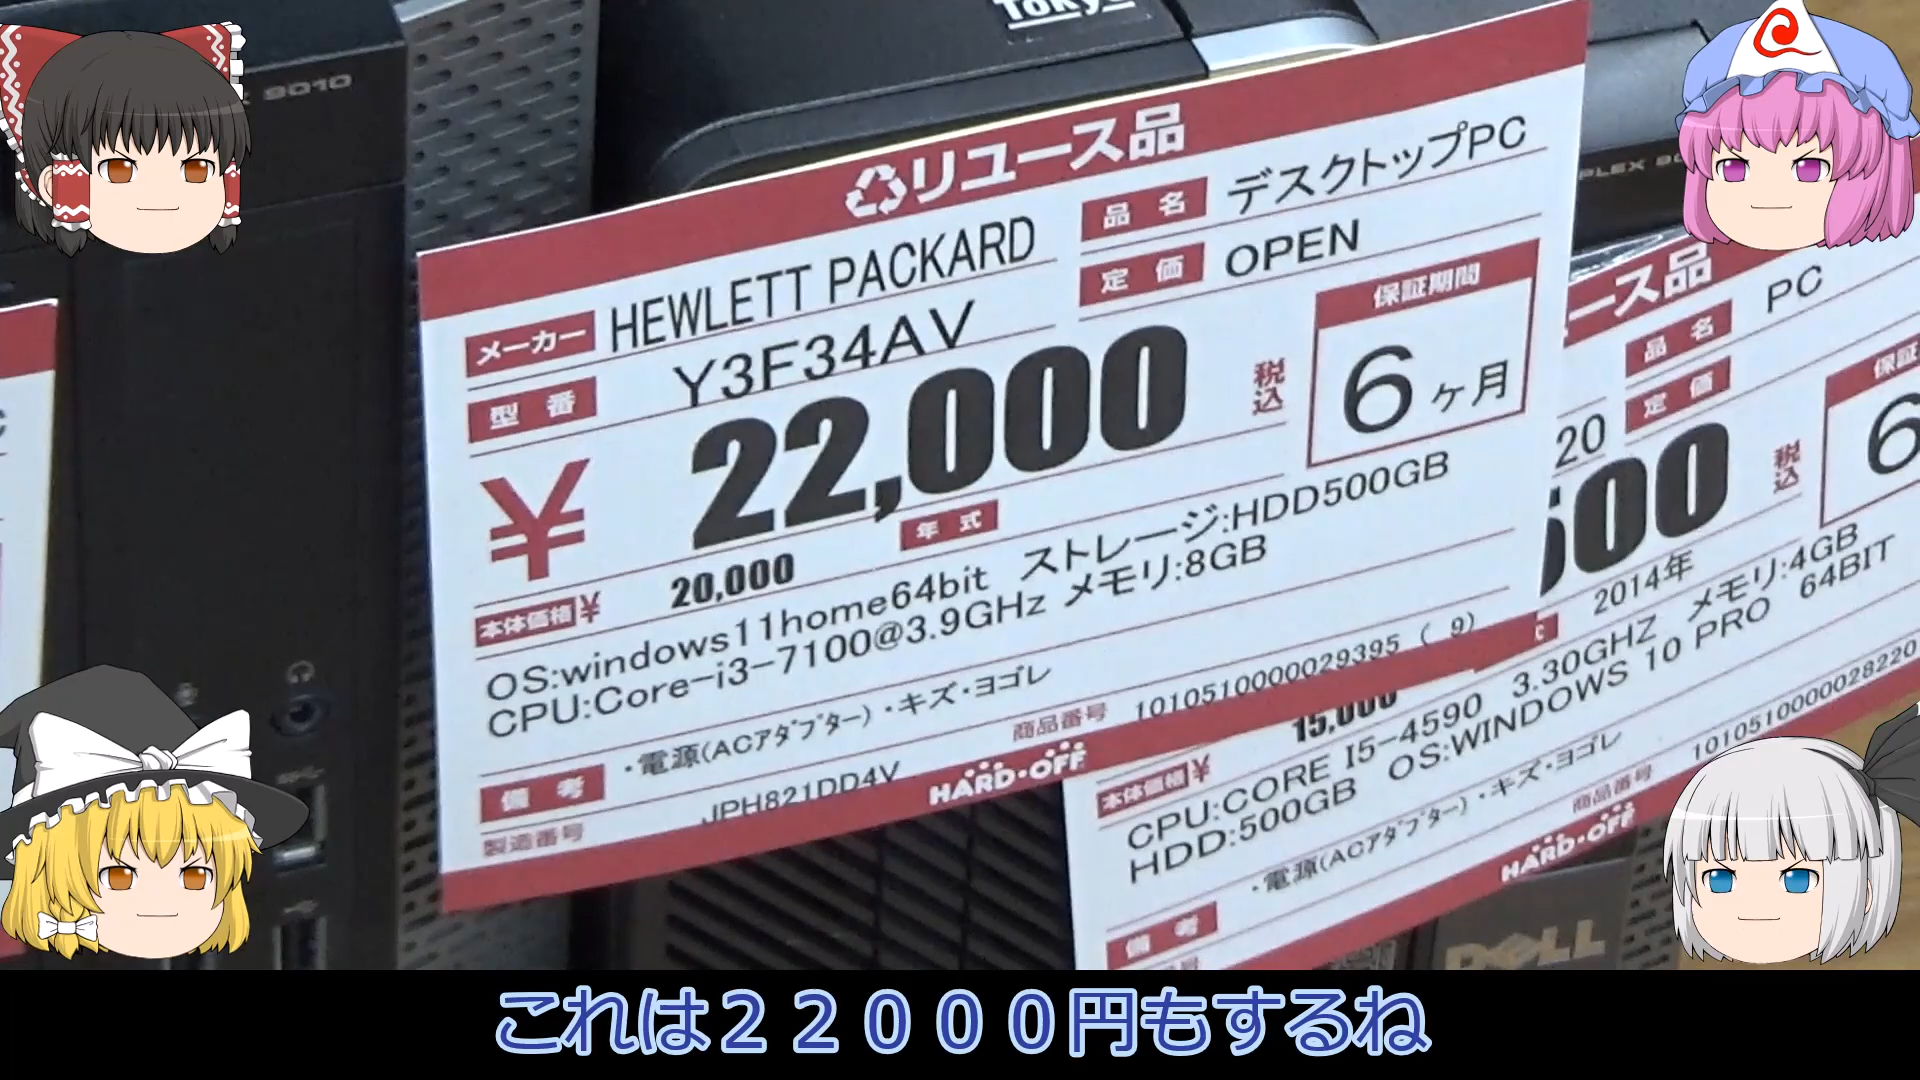 Tokyo
9010
リユース品
メーカー HEWLETT PACKARD
品名 デスクトップPC
型番 Y3F34AV
定価 OPEN
¥ 22,000 税込
保証期間
6ヶ月
本体価格¥ 20,000
年式
OS:windows11home64bit ストレージ:HDD500GB
CPU:Core-i3-7100@3.9GHz メモリ:8GB
備考 ・電源(ACアダプター)・キズ・ヨゴレ
商品番号 1010510000029395 ( 9)
製造番号 JPH821DD4V
HARD・OFF
PLEX
ース品
品名 PC
定価
20
500 税込
保証
6
2014年
本体価格¥ 15,000
CPU:CORE I5-4590 3.30GHZ メモリ:4GB
HDD:500GB OS:WINDOWS 10 PRO 64BIT
備考 ・電源(ACアダプター)・キズ・ヨゴレ
商品番号 1010510000028220
HARD・OFF
DELL
これは22000円もするね